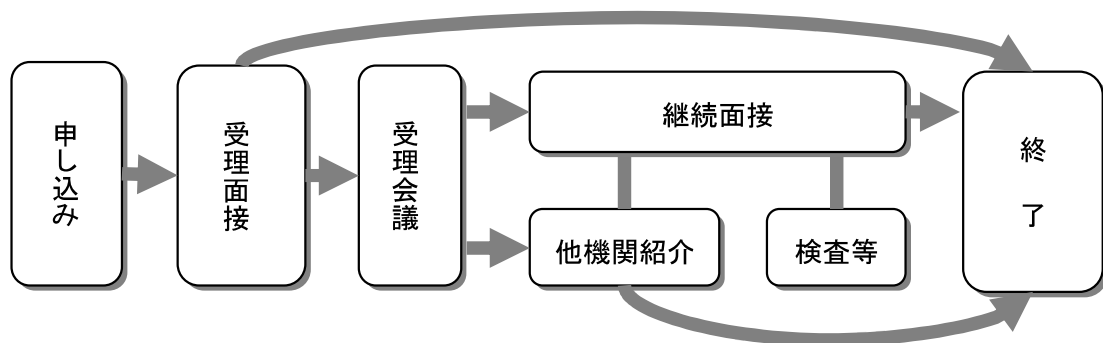 申し込み
受理面接
受理会議
継続面接
他機関紹介
検査等
終了